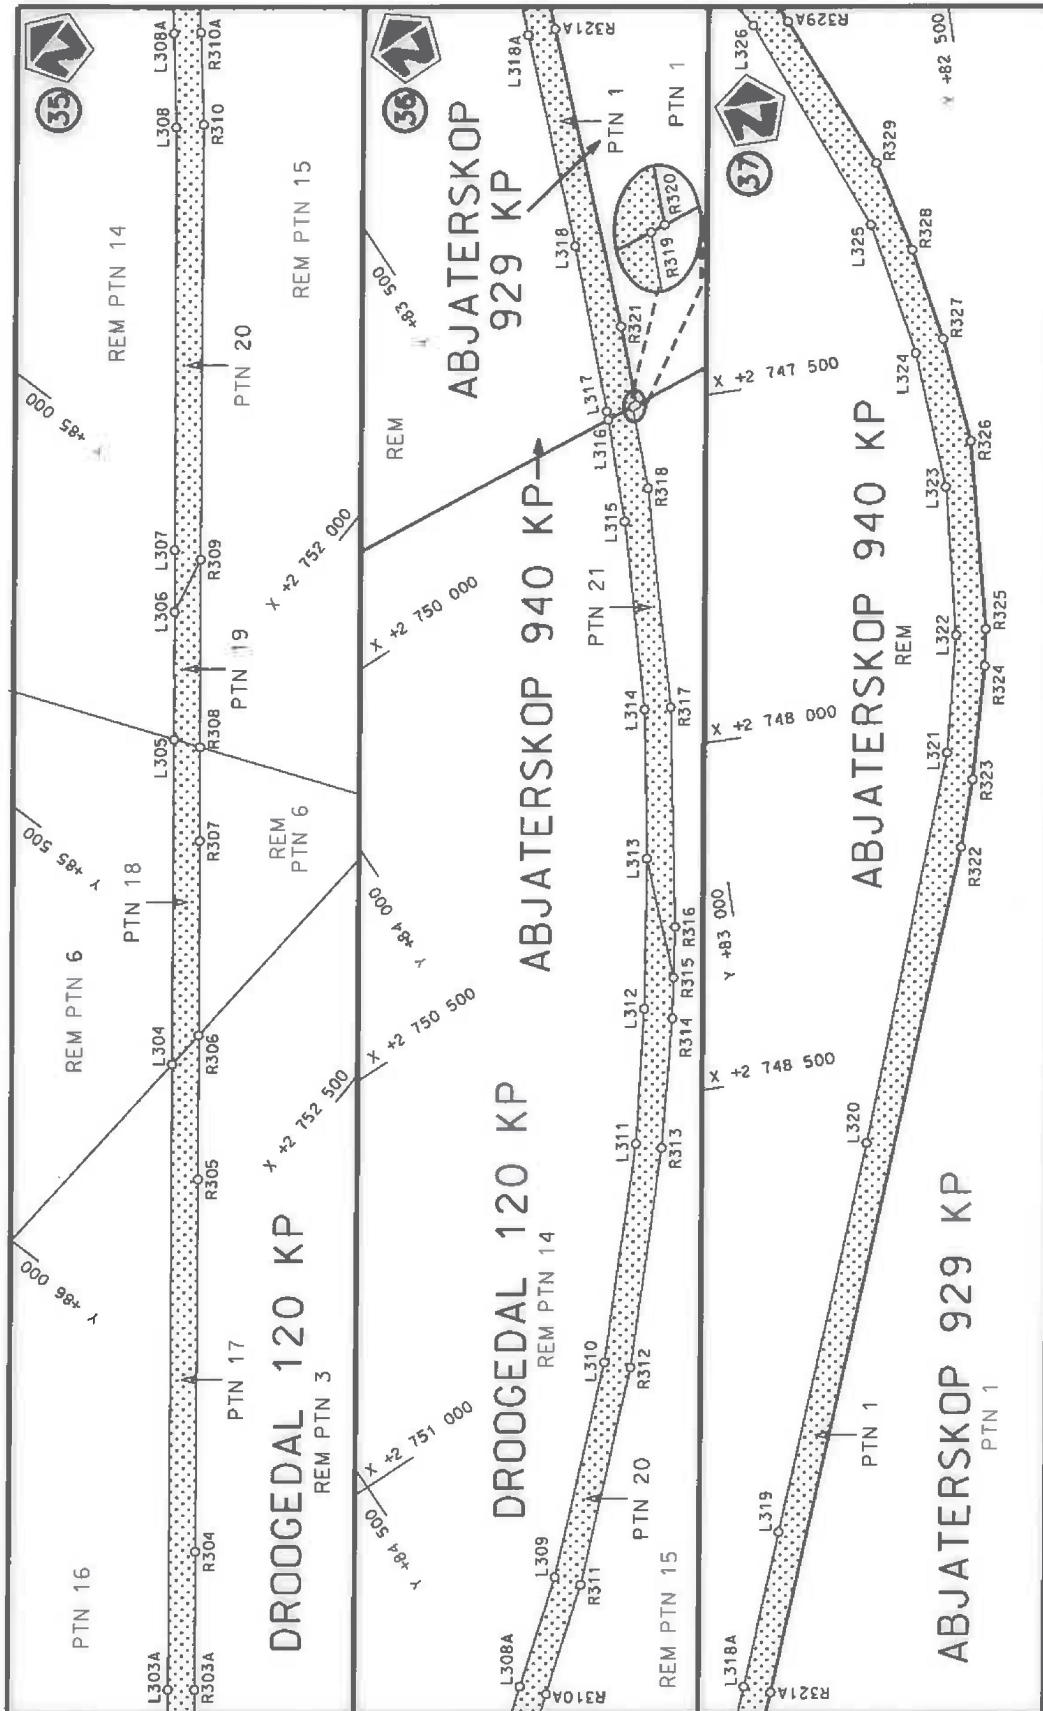 35
PTN 16
REM PTN 6
REM PTN 14
L303A
L304
L305
L306
L307
L308
L308A
R303A
R304
R305
R306
R307
R308
R309
R310
R310A
PTN 17
PTN 18
PTN 19
PTN 20
DROOGEDAL 120 KP
REM PTN 3
REM
PTN 6
REM PTN 15
Y +86 000
Y +85 500
+85 000
X +2 752 500
X +2 752 000
36
Y +84 500
X +2 751 000
X +2 750 500
Y +84 000
X +2 750 000
+83 500
DROOGEDAL 120 KP
REM PTN 14
ABJATERSKOP 940 KP
REM
ABJATERSKOP
929 KP
L308A
L309
L310
L311
L312
L313
L314
L315
L316
L317
L318
L318A
R310A
R311
R312
R313
R314
R315
R316
R317
R318
R319
R320
R321
R321A
PTN 20
PTN 21
PTN 1
PTN 1
REM PTN 15
37
X +2 748 500
Y +83 000
X +2 748 000
X +2 747 500
Y +82 500
L318A
L319
L320
L321
L322
L323
L324
L325
L326
R321A
R322
R323
R324
R325
R326
R327
R328
R329
R329A
PTN 1
ABJATERSKOP 929 KP
PTN 1
ABJATERSKOP 940 KP
REM